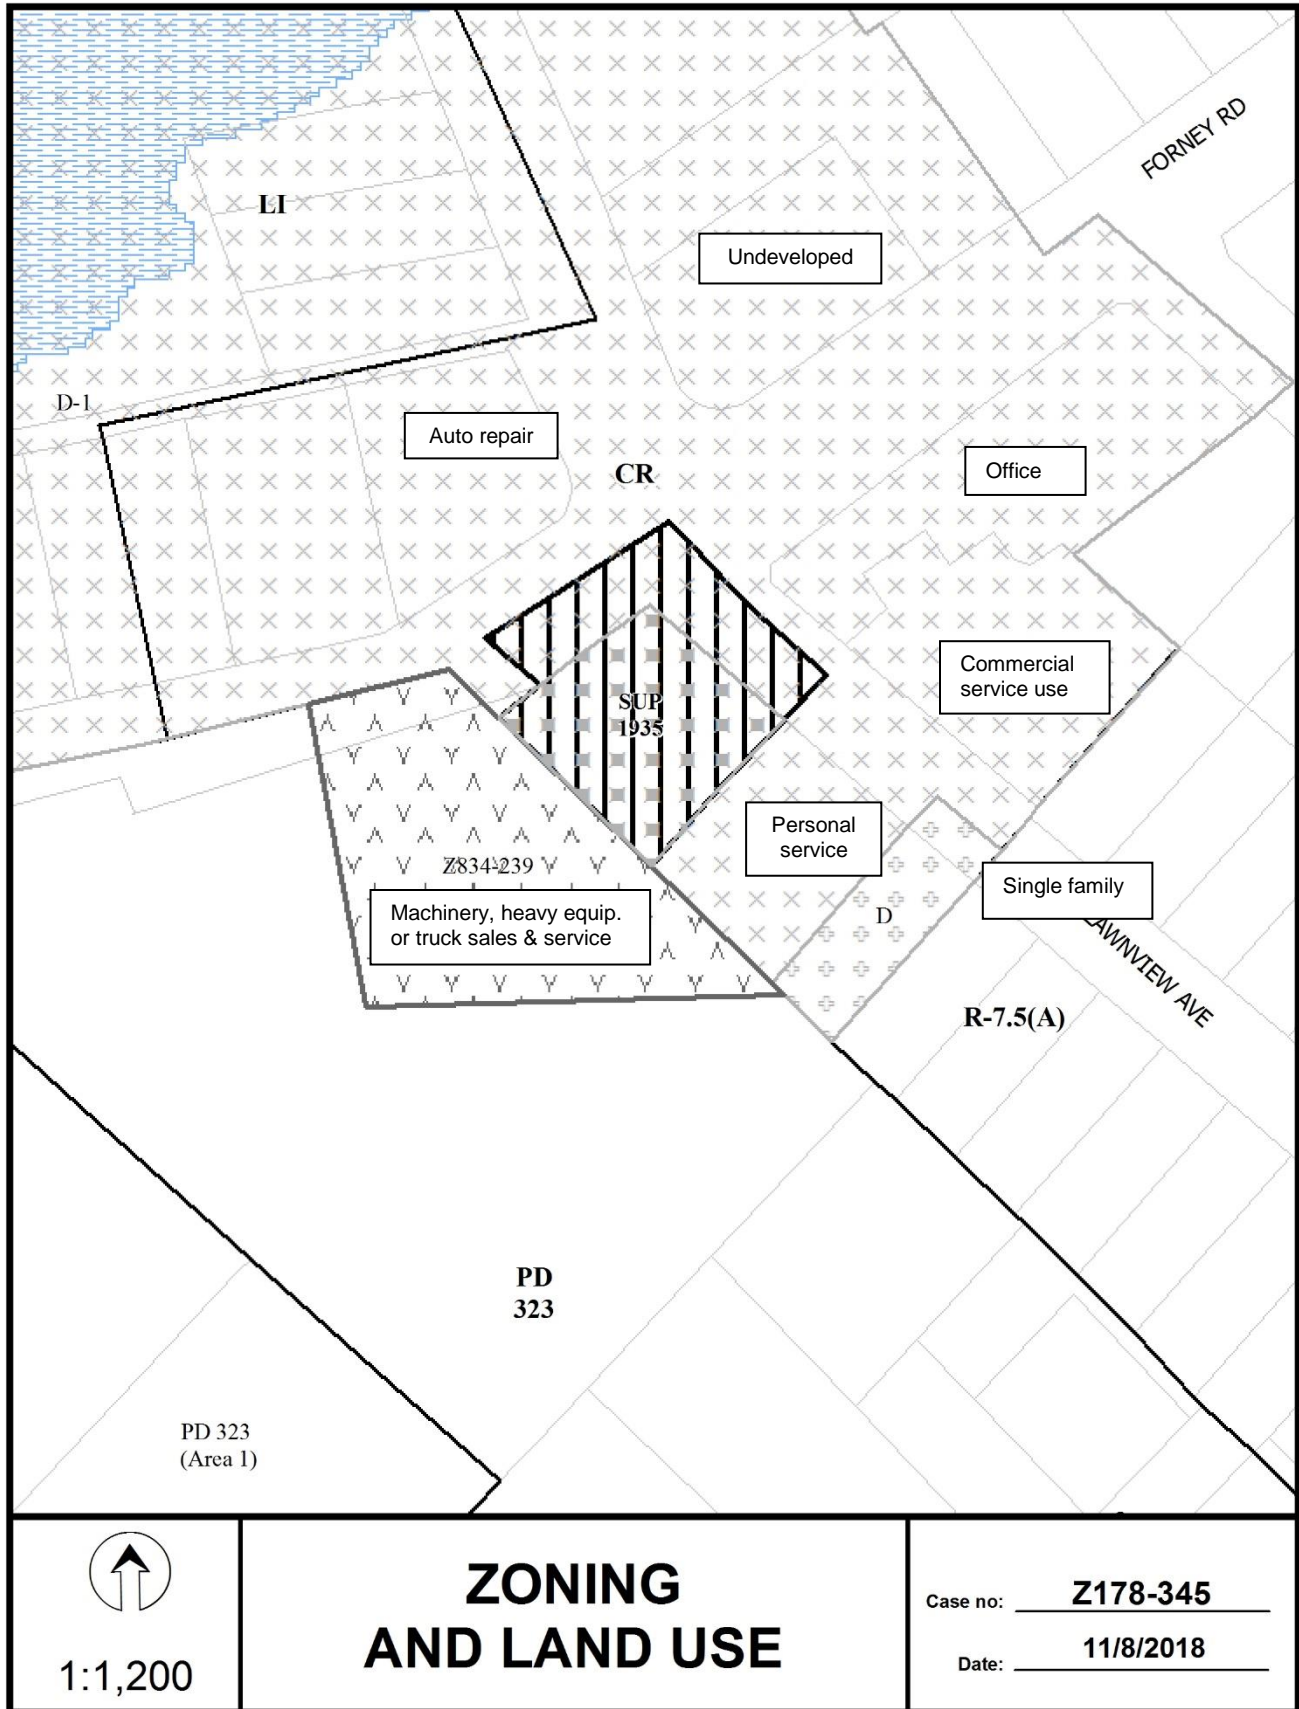 FORNEY RD
LI
Undeveloped
D-1
Auto repair
CR
Office
Commercial
service use
SUP
1935
Personal
service
Z834-239
Single family
Machinery, heavy equip.
or truck sales & service
D
LAWNVIEW AVE
R-7.5(A)
PD
323
PD 323
(Area 1)
1:1,200
ZONING
AND LAND USE
Case no: Z178-345
Date: 11/8/2018